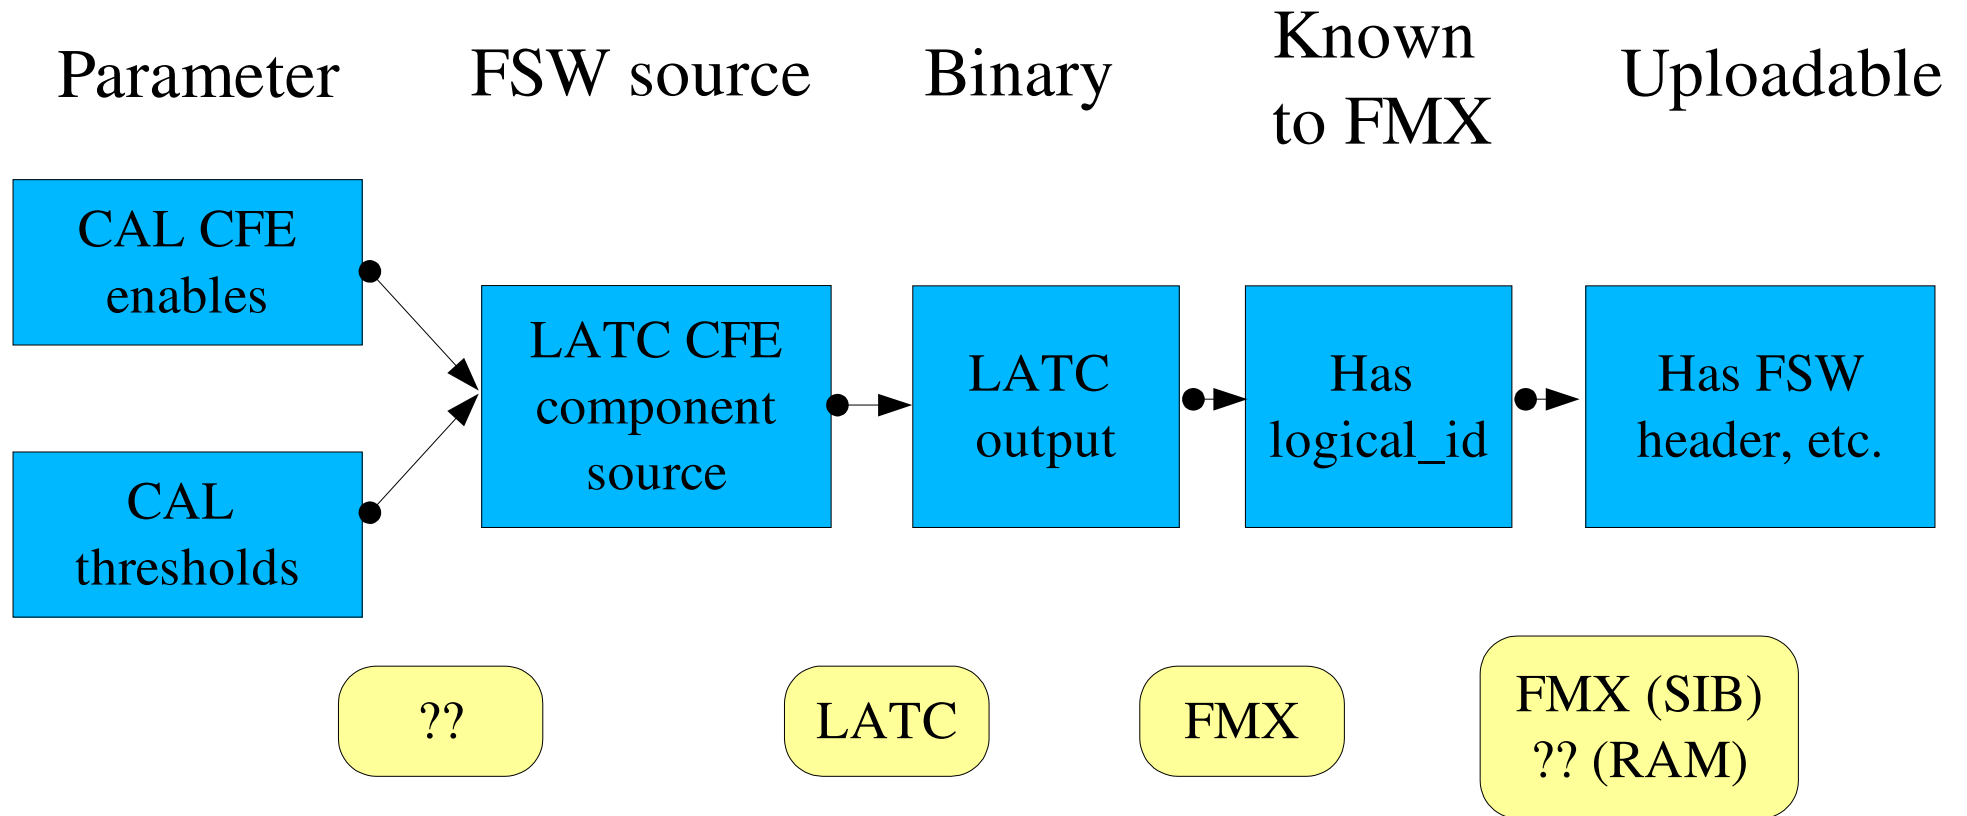 Parameter
FSW source
Binary
Known
to FMX
Uploadable
CAL CFE
enables
CAL
thresholds
LATC CFE
component
source
LATC
output
Has
logical_id
Has FSW
header, etc.
??
LATC
FMX
FMX (SIB)
?? (RAM)